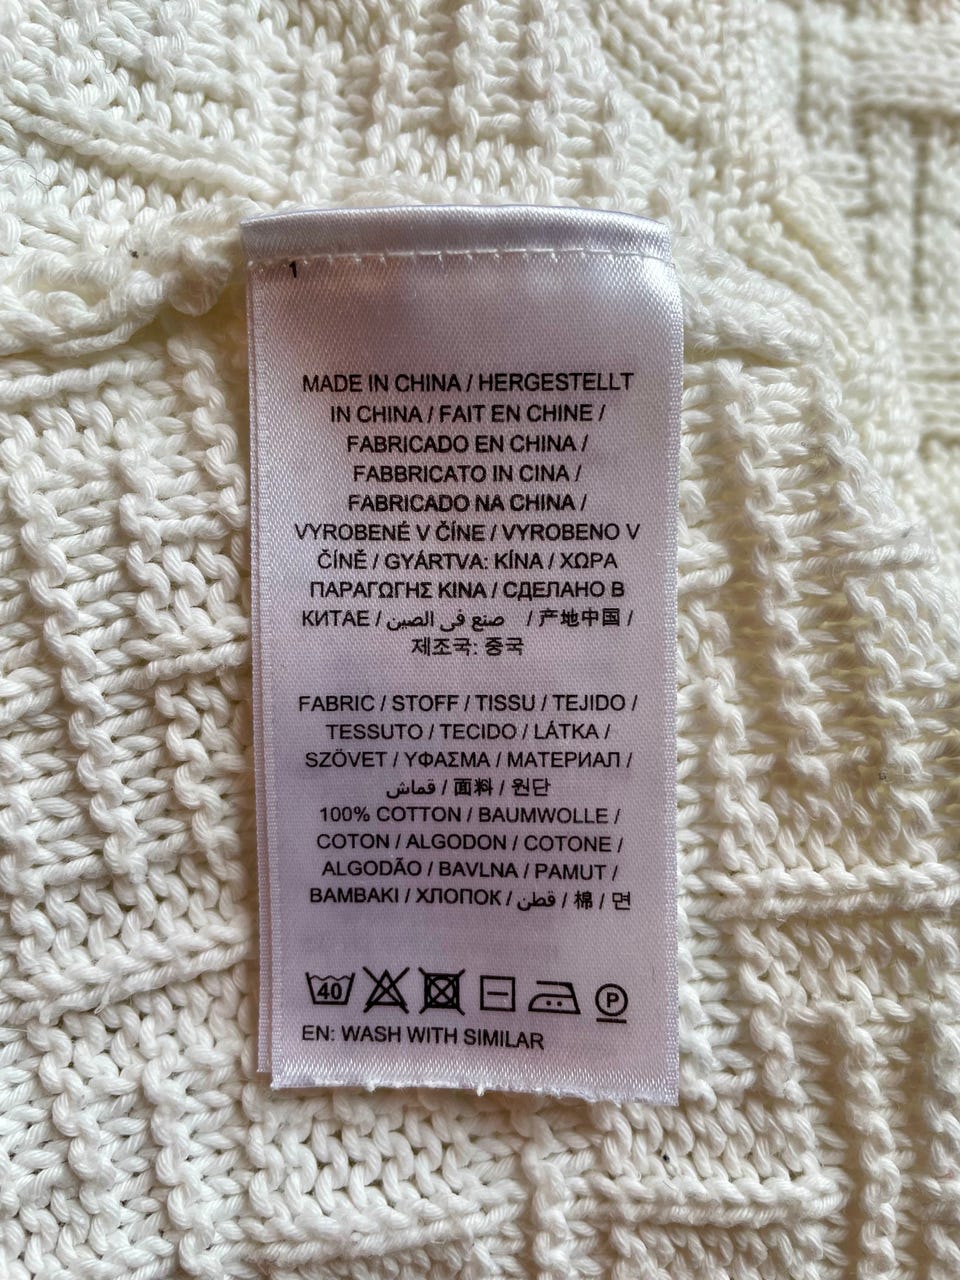 1
MADE IN CHINA / HERGESTELLT
IN CHINA / FAIT EN CHINE /
FABRICADO EN CHINA /
FABBRICATO IN CINA /
FABRICADO NA CHINA /
VYROBENÉ V ČÍNE / VYROBENO V
ČÍNĚ / GYÁRTVA: KÍNA / ΧΩΡΑ
ΠΑΡΑΓΩΓΗΣ ΚΙΝΑ / СДЕЛАНО В
КИТАЕ / صنع في الصين / 产地中国 /
제조국: 중국
FABRIC / STOFF / TISSU / TEJIDO /
TESSUTO / TECIDO / LÁTKA /
SZÖVET / ΥΦΑΣΜΑ / МАТЕРИАЛ /
قماش / 面料 / 원단
100% COTTON / BAUMWOLLE /
COTON / ALGODON / COTONE /
ALGODÃO / BAVLNA / PAMUT /
ΒΑΜΒΑΚΙ / ХЛОПОК / قطن / 棉 / 면
40 P
EN: WASH WITH SIMILAR